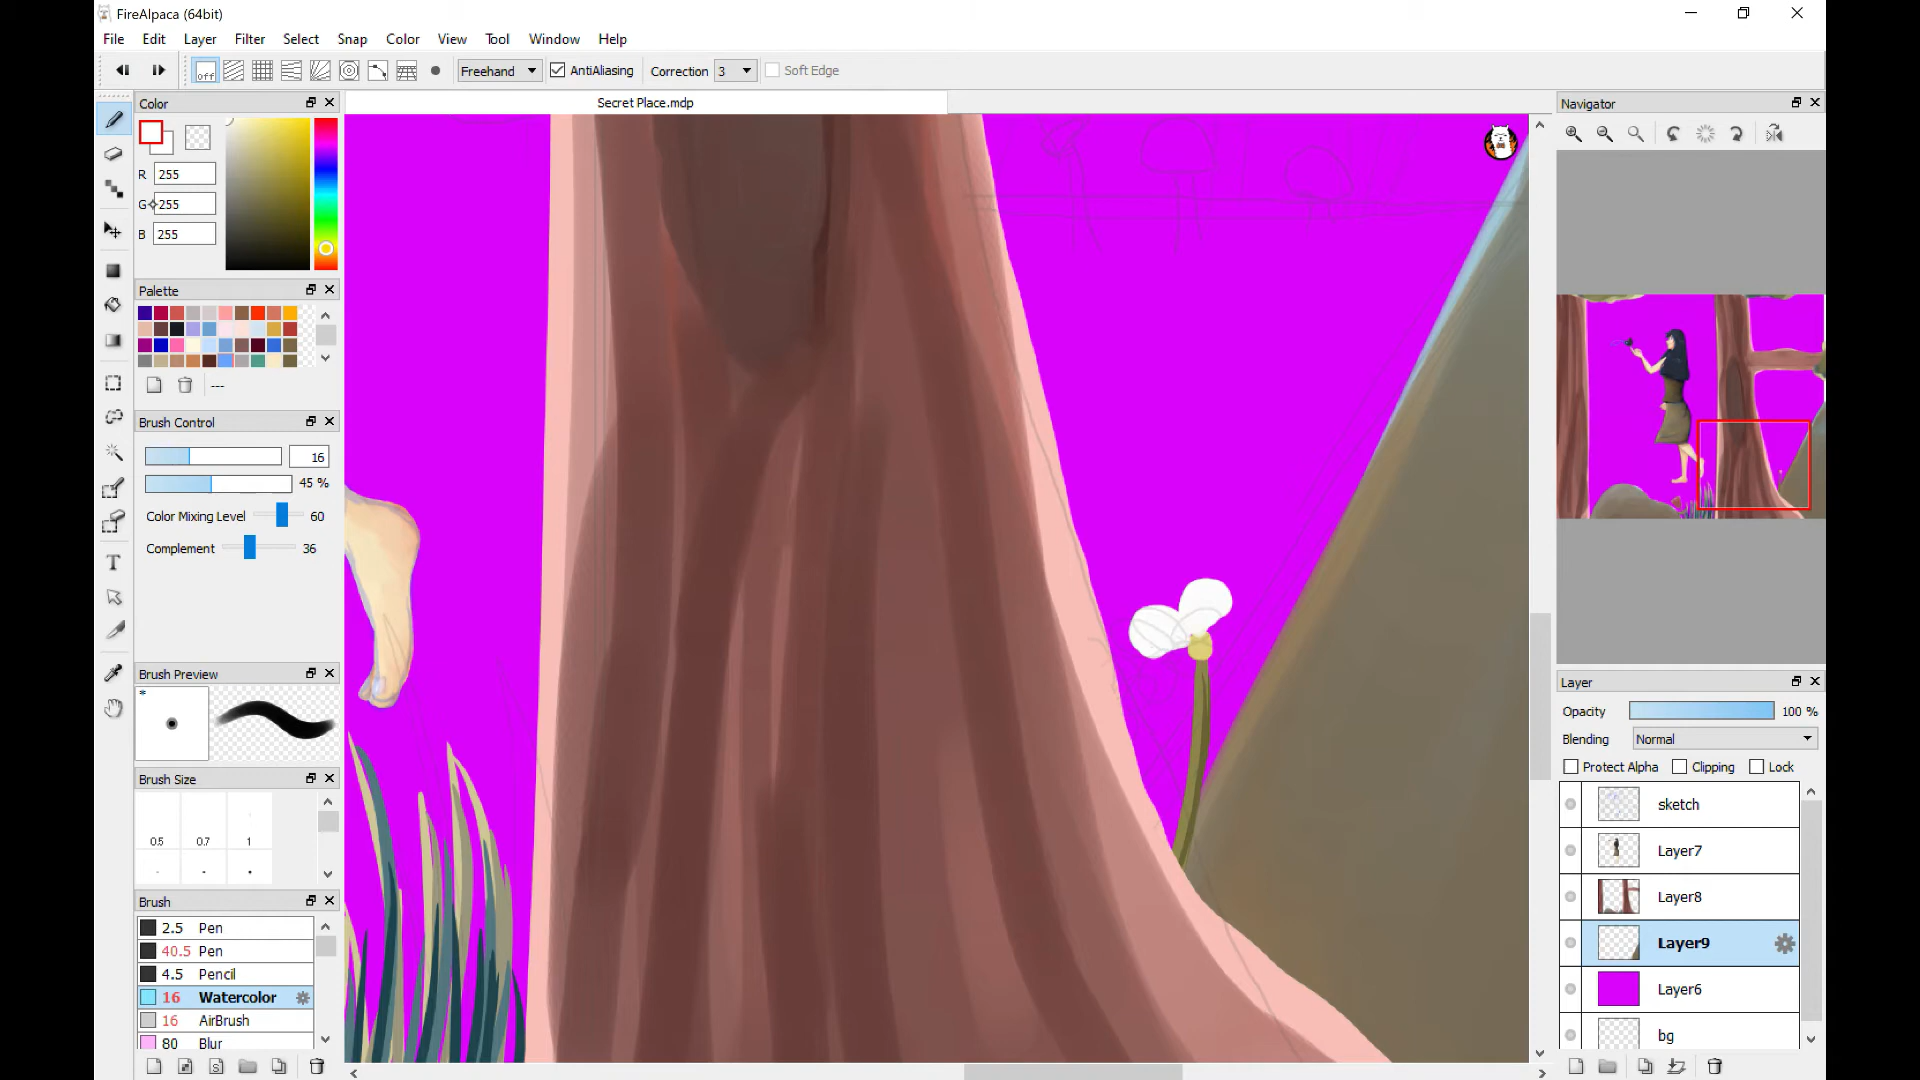 FireAlpaca (64bit)
File Edit Layer Filter Select Snap Color View Tool Window Help
off Freehand AntiAliasing Correction 3 Soft Edge
Color
Secret Place.mdp
Navigator
R 255
G 255
B 255
Palette
---
Brush Control
16
45 %
Color Mixing Level 60
Complement 36
T
Brush Preview
*
Brush Size
0.5 0.7 1
Brush
2.5 Pen
40.5 Pen
4.5 Pencil
16 Watercolor
16 AirBrush
80 Blur
Layer
Opacity 100 %
Blending Normal
Protect Alpha Clipping Lock
sketch
Layer7
Layer8
Layer9
Layer6
bg